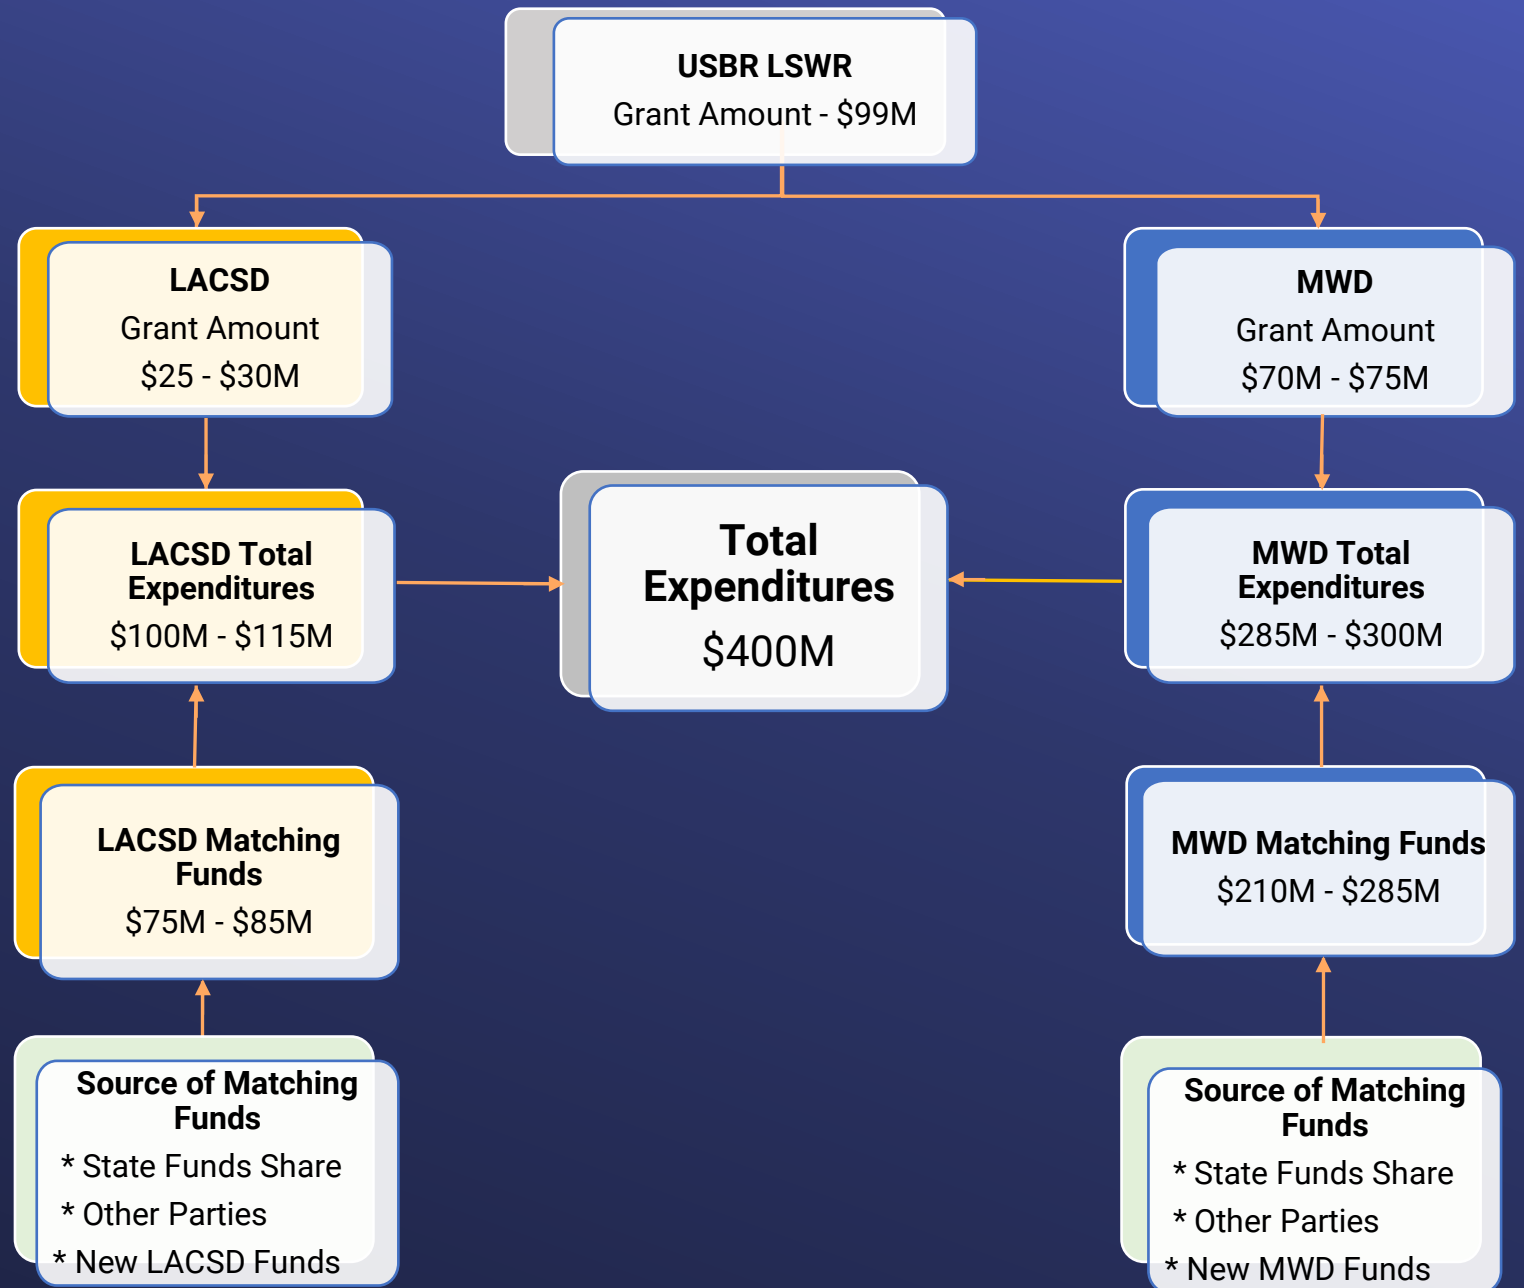 USBR LSWR
Grant Amount - $99M
LACSD
Grant Amount
$25 - $30M
MWD
Grant Amount
$70M - $75M
LACSD Total
Expenditures
$100M - $115M
Total
Expenditures
$400M
MWD Total
Expenditures
$285M - $300M
LACSD Matching
Funds
$75M - $85M
MWD Matching Funds
$210M - $285M
Source of Matching
Funds
* State Funds Share
* Other Parties
* New LACSD Funds
Source of Matching
Funds
* State Funds Share
* Other Parties
* New MWD Funds